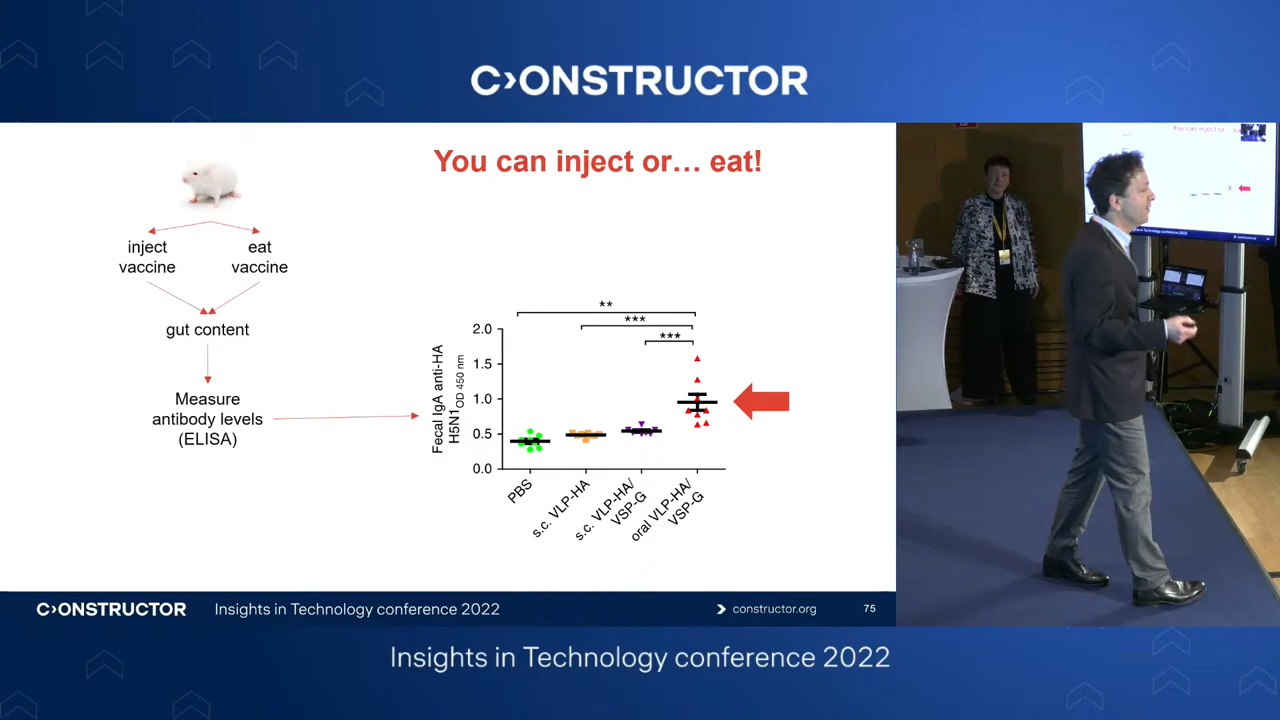 C›ONSTRUCTOR
You can inject or... eat!
inject
vaccine
eat
vaccine
gut content
Measure
antibody levels
(ELISA)
Fecal IgA anti-HA
H5N1 OD 450 nm
**
***
***
2.0
1.5
1.0
0.5
0.0
PBS
s.c. VLP-HA
s.c. VLP-HA/
VSP-G
oral VLP-HA/
VSP-G
C›ONSTRUCTOR
Insights in Technology conference 2022
constructor.org
75
Insights in Technology conference 2022